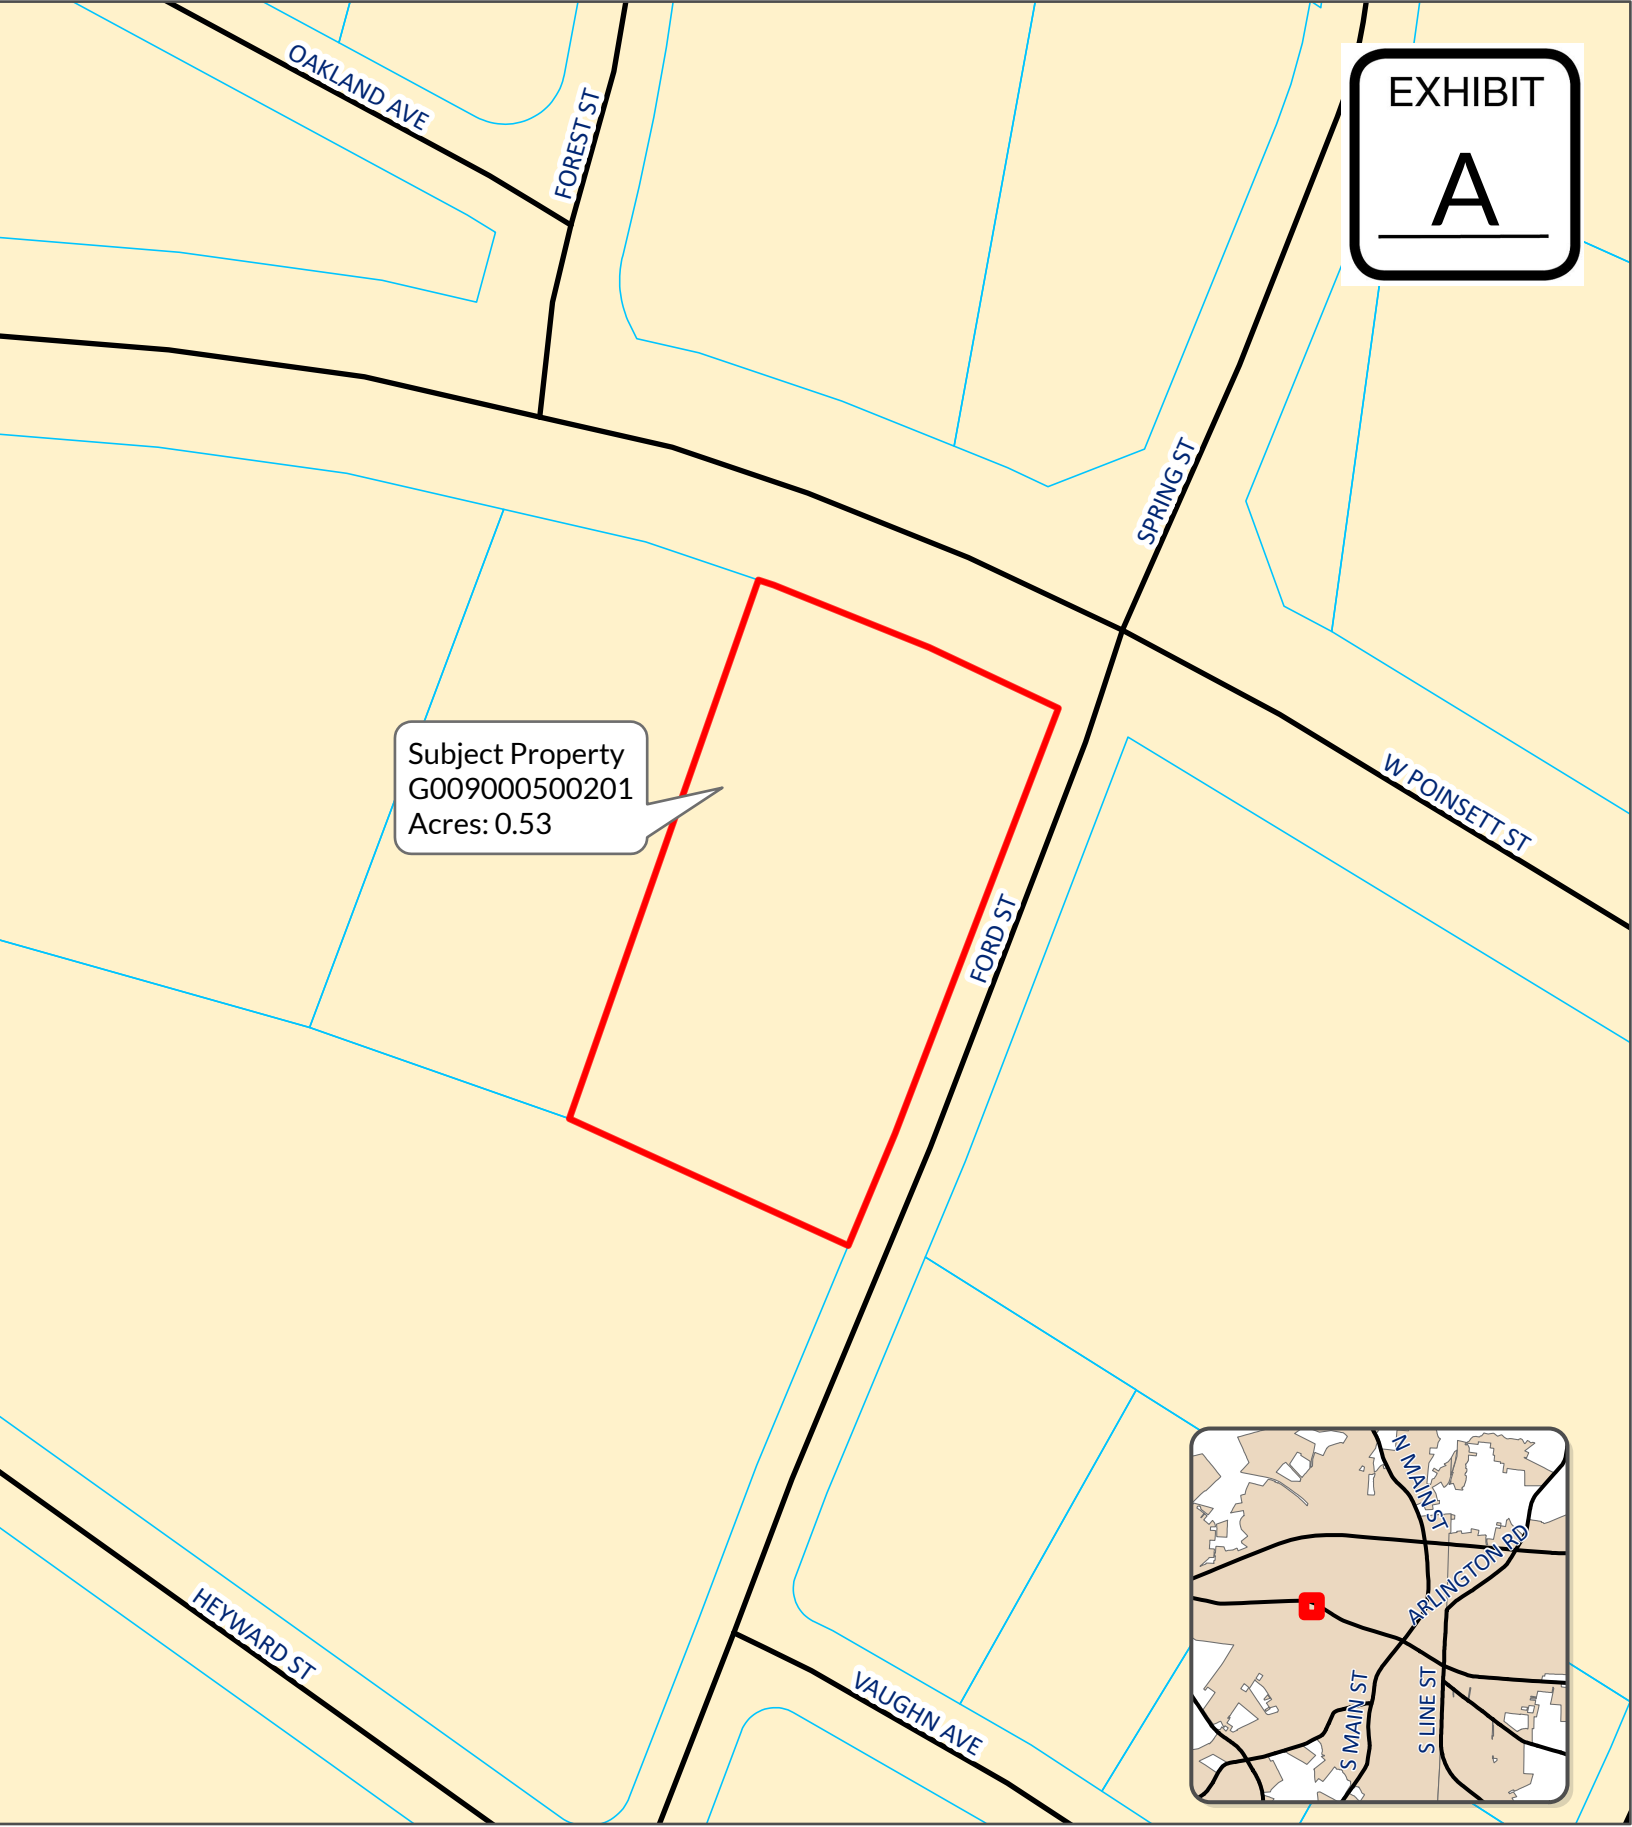 OAKLAND AVE
FOREST ST
EXHIBIT
A
SPRING ST
W POINSETT ST
Subject Property
G009000500201
Acres: 0.53
FORD ST
HEYWARD ST
VAUGHN AVE
N MAIN ST
ARLINGTON RD
S MAIN ST
S LINE ST